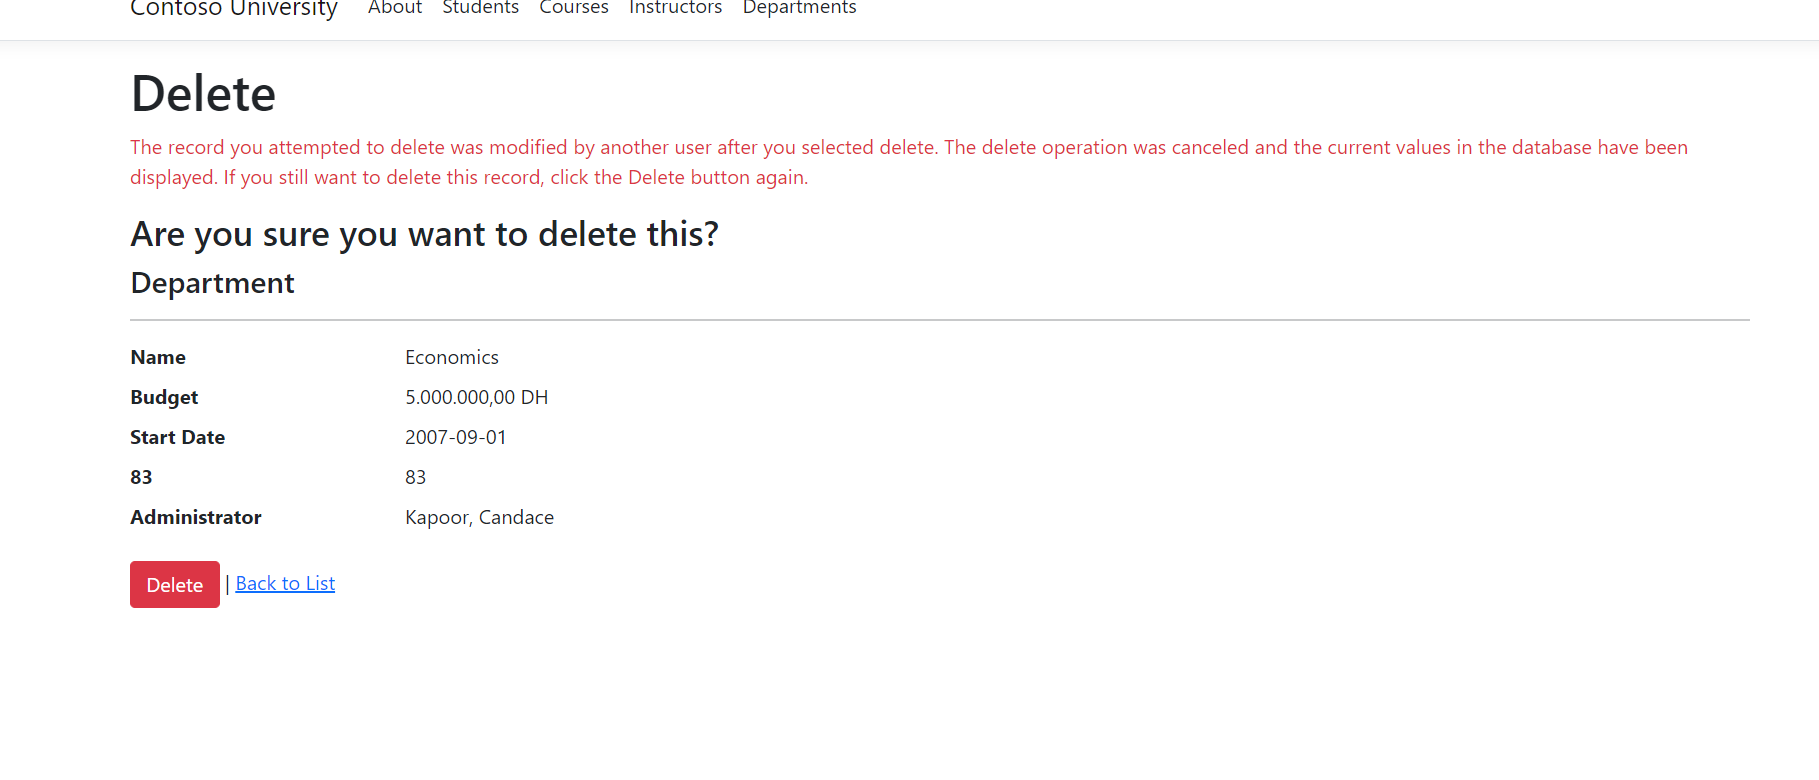 Contoso University About Students Courses Instructors Departments
Delete
The record you attempted to delete was modified by another user after you selected delete. The delete operation was canceled and the current values in the database have been
displayed. If you still want to delete this record, click the Delete button again.
Are you sure you want to delete this?
Department
Name Economics
Budget 5.000.000,00 DH
Start Date 2007-09-01
83 83
Administrator Kapoor, Candace
Delete | Back to List